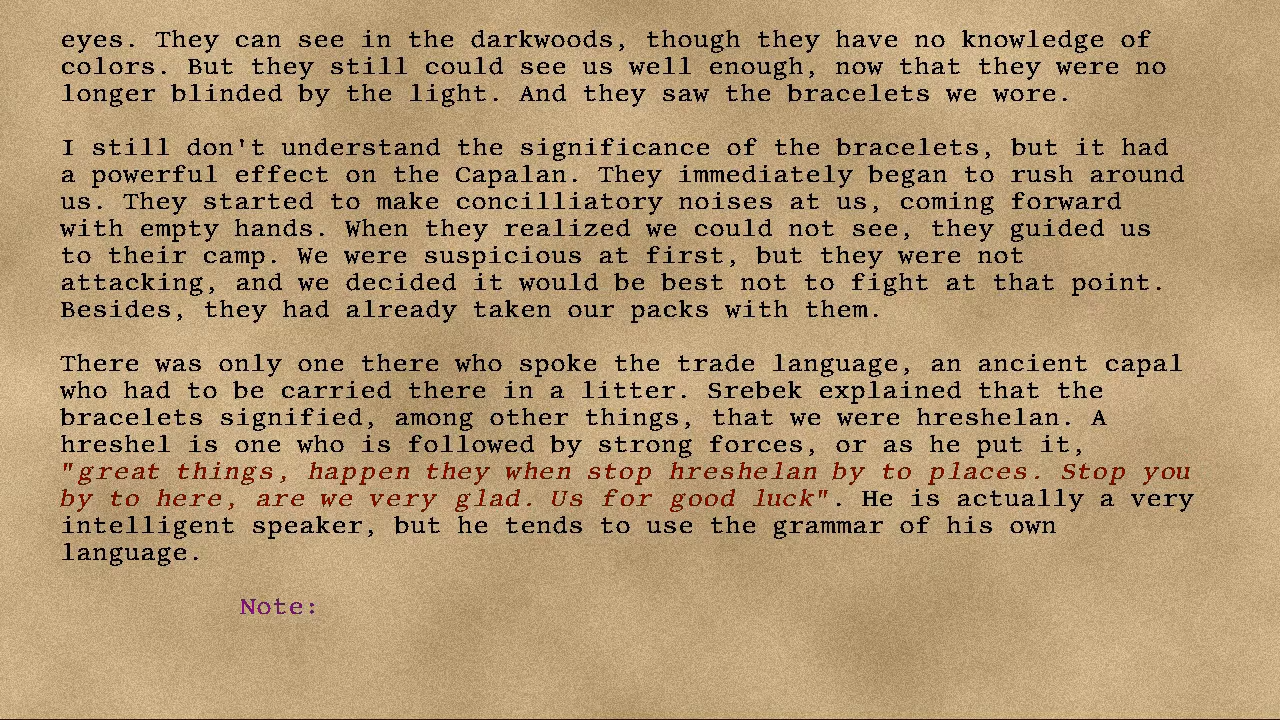 eyes. They can see in the darkwoods, though they have no knowledge of
colors. But they still could see us well enough, now that they were no
longer blinded by the light. And they saw the bracelets we wore.
I still don't understand the significance of the bracelets, but it had
a powerful effect on the Capalan. They immediately began to rush around
us. They started to make concilliatory noises at us, coming forward
with empty hands. When they realized we could not see, they guided us
to their camp. We were suspicious at first, but they were not
attacking, and we decided it would be best not to fight at that point.
Besides, they had already taken our packs with them.
There was only one there who spoke the trade language, an ancient capal
who had to be carried there in a litter. Srebek explained that the
bracelets signified, among other things, that we were hreshelan. A
hreshel is one who is followed by strong forces, or as he put it,
"great things, happen they when stop hreshelan by to places. Stop you
by to here, are we very glad. Us for good luck". He is actually a very
intelligent speaker, but he tends to use the grammar of his own
language.
Note: